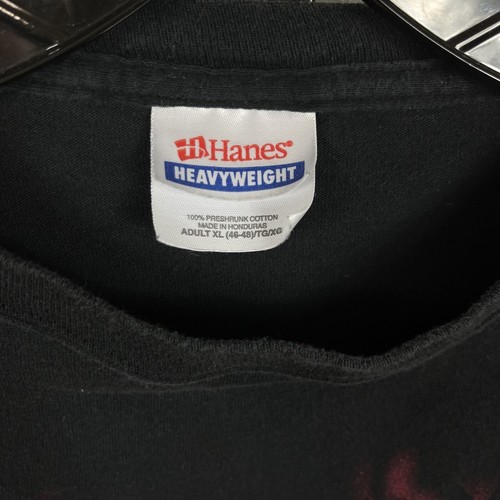 Hanes®
HEAVYWEIGHT
100% PRESHRUNK COTTON
MADE IN HONDURAS
ADULT XL (46-48)/TG/XG